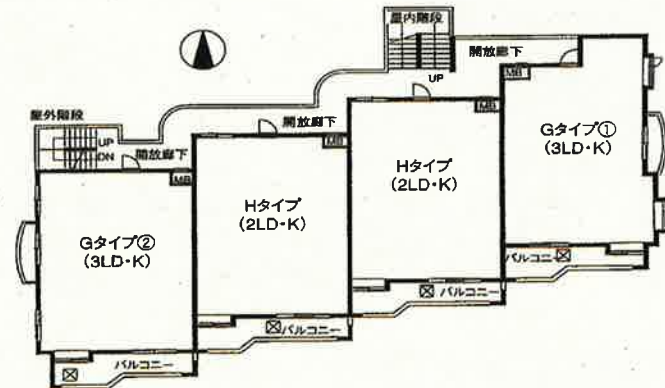 屋内階段
開放廊下
UP
MB
Gタイプ①
(3LD・K)
MB
屋外階段
UP
DN
開放廊下
開放廊下
MB
MB
Hタイプ
(2LD・K)
Hタイプ
(2LD・K)
Gタイプ②
(3LD・K)
バルコニー
バルコニー
バルコニー
バルコニー